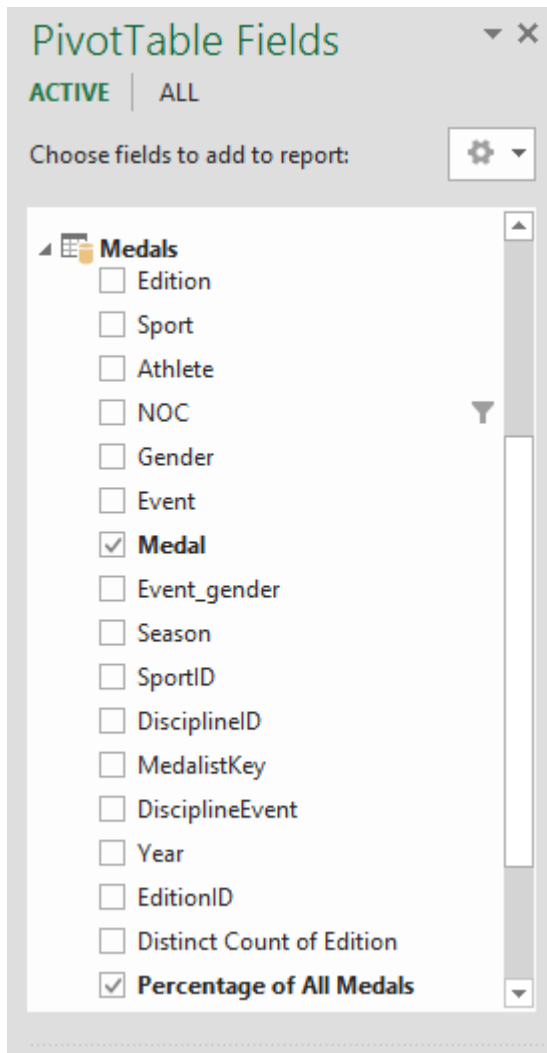 PivotTable Fields
ACTIVE ALL
Choose fields to add to report:
Medals
Edition
Sport
Athlete
NOC
Gender
Event
Medal
Event_gender
Season
SportID
DisciplineID
MedalistKey
DisciplineEvent
Year
EditionID
Distinct Count of Edition
Percentage of All Medals